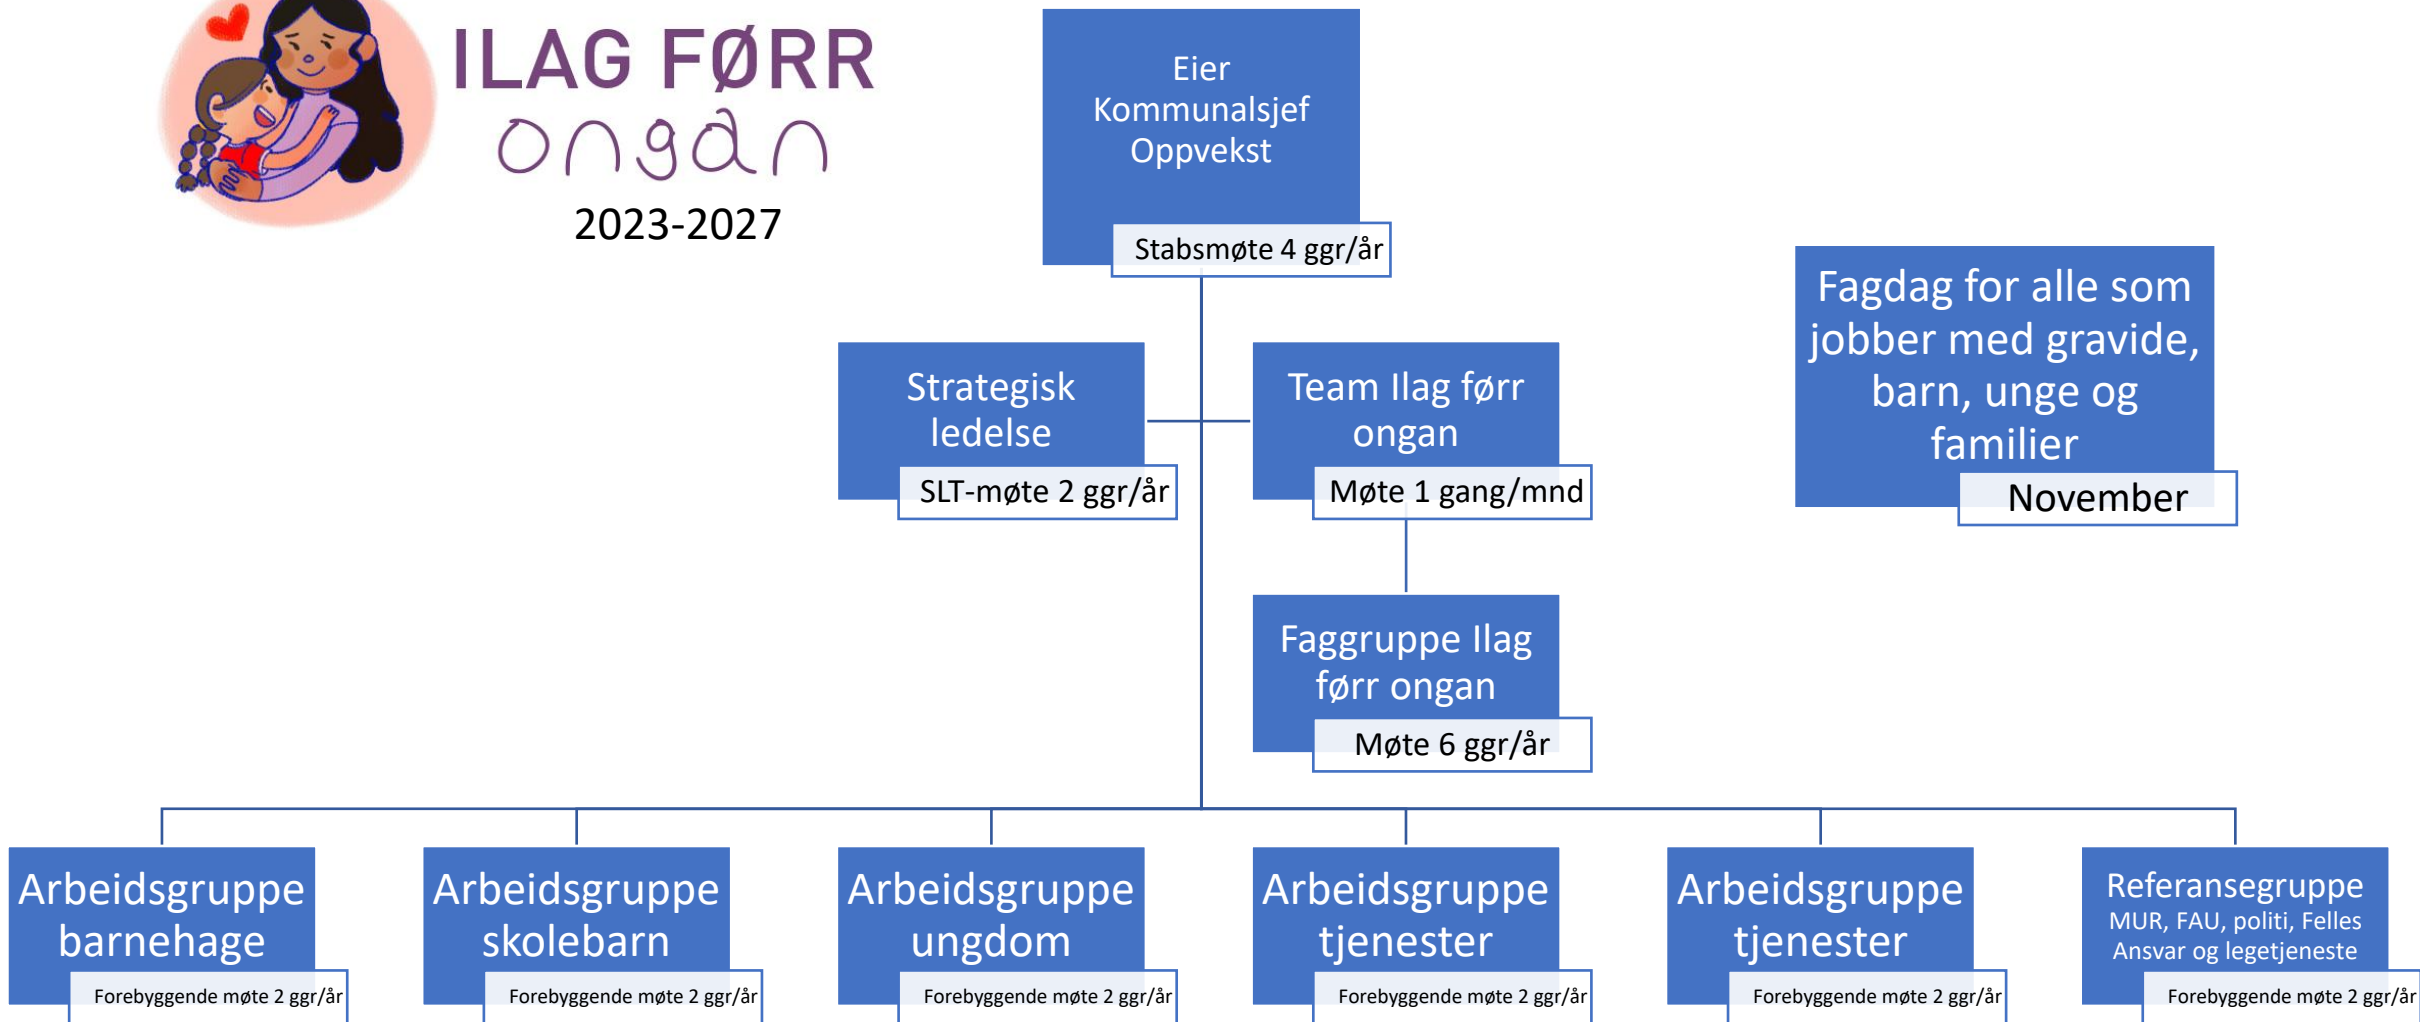 ILAG FØRR
ongan
2023-2027
Eier
Kommunalsjef
Oppvekst
Stabsmøte 4 ggr/år
Strategisk
ledelse
SLT-møte 2 ggr/år
Team Ilag førr
ongan
Møte 1 gang/mnd
Fagdag for alle som
jobber med gravide,
barn, unge og
familier
November
Faggruppe Ilag
førr ongan
Møte 6 ggr/år
Arbeidsgruppe
barnehage
Forebyggende møte 2 ggr/år
Arbeidsgruppe
skolebarn
Forebyggende møte 2 ggr/år
Arbeidsgruppe
ungdom
Forebyggende møte 2 ggr/år
Arbeidsgruppe
tjenester
Forebyggende møte 2 ggr/år
Arbeidsgruppe
tjenester
Forebyggende møte 2 ggr/år
Referansegruppe
MUR, FAU, politi, Felles
Ansvar og legetjeneste
Forebyggende møte 2 ggr/år